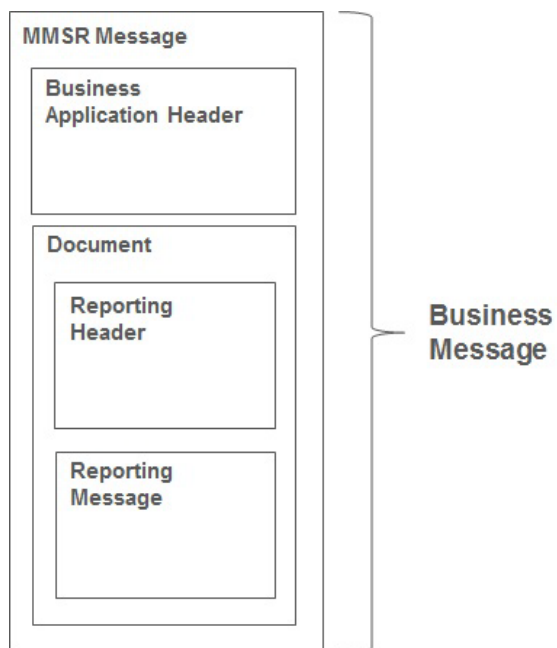 MMSR Message
Business
Application Header
Document
Reporting
Header
Reporting
Message
Business
Message